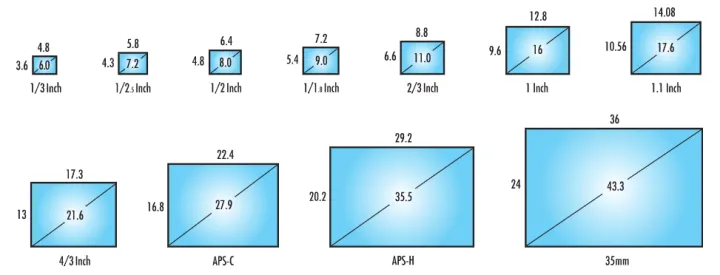 4.8
3.6 6.0
1/3 Inch
5.8
4.3 7.2
1/2.5 Inch
6.4
4.8 8.0
1/2 Inch
7.2
5.4 9.0
1/1.8 Inch
8.8
6.6 11.0
2/3 Inch
12.8
9.6 16
1 Inch
14.08
10.56 17.6
1.1 Inch
17.3
13 21.6
4/3 Inch
22.4
16.8 27.9
APS-C
29.2
20.2 35.5
APS-H
36
24 43.3
35mm